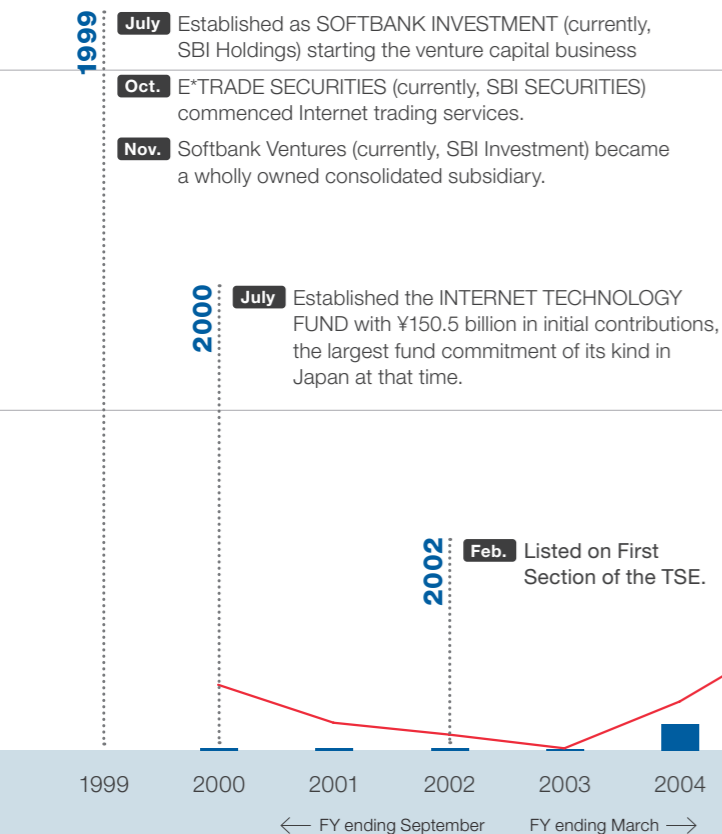 1999
July Established as SOFTBANK INVESTMENT (currently,
SBI Holdings) starting the venture capital business
Oct. E*TRADE SECURITIES (currently, SBI SECURITIES)
commenced Internet trading services.
Nov. Softbank Ventures (currently, SBI Investment) became
a wholly owned consolidated subsidiary.
2000
July Established the INTERNET TECHNOLOGY
FUND with ¥150.5 billion in initial contributions,
the largest fund commitment of its kind in
Japan at that time.
2002
Feb. Listed on First
Section of the TSE.
1999 2000 2001 2002 2003 2004
← FY ending September FY ending March →